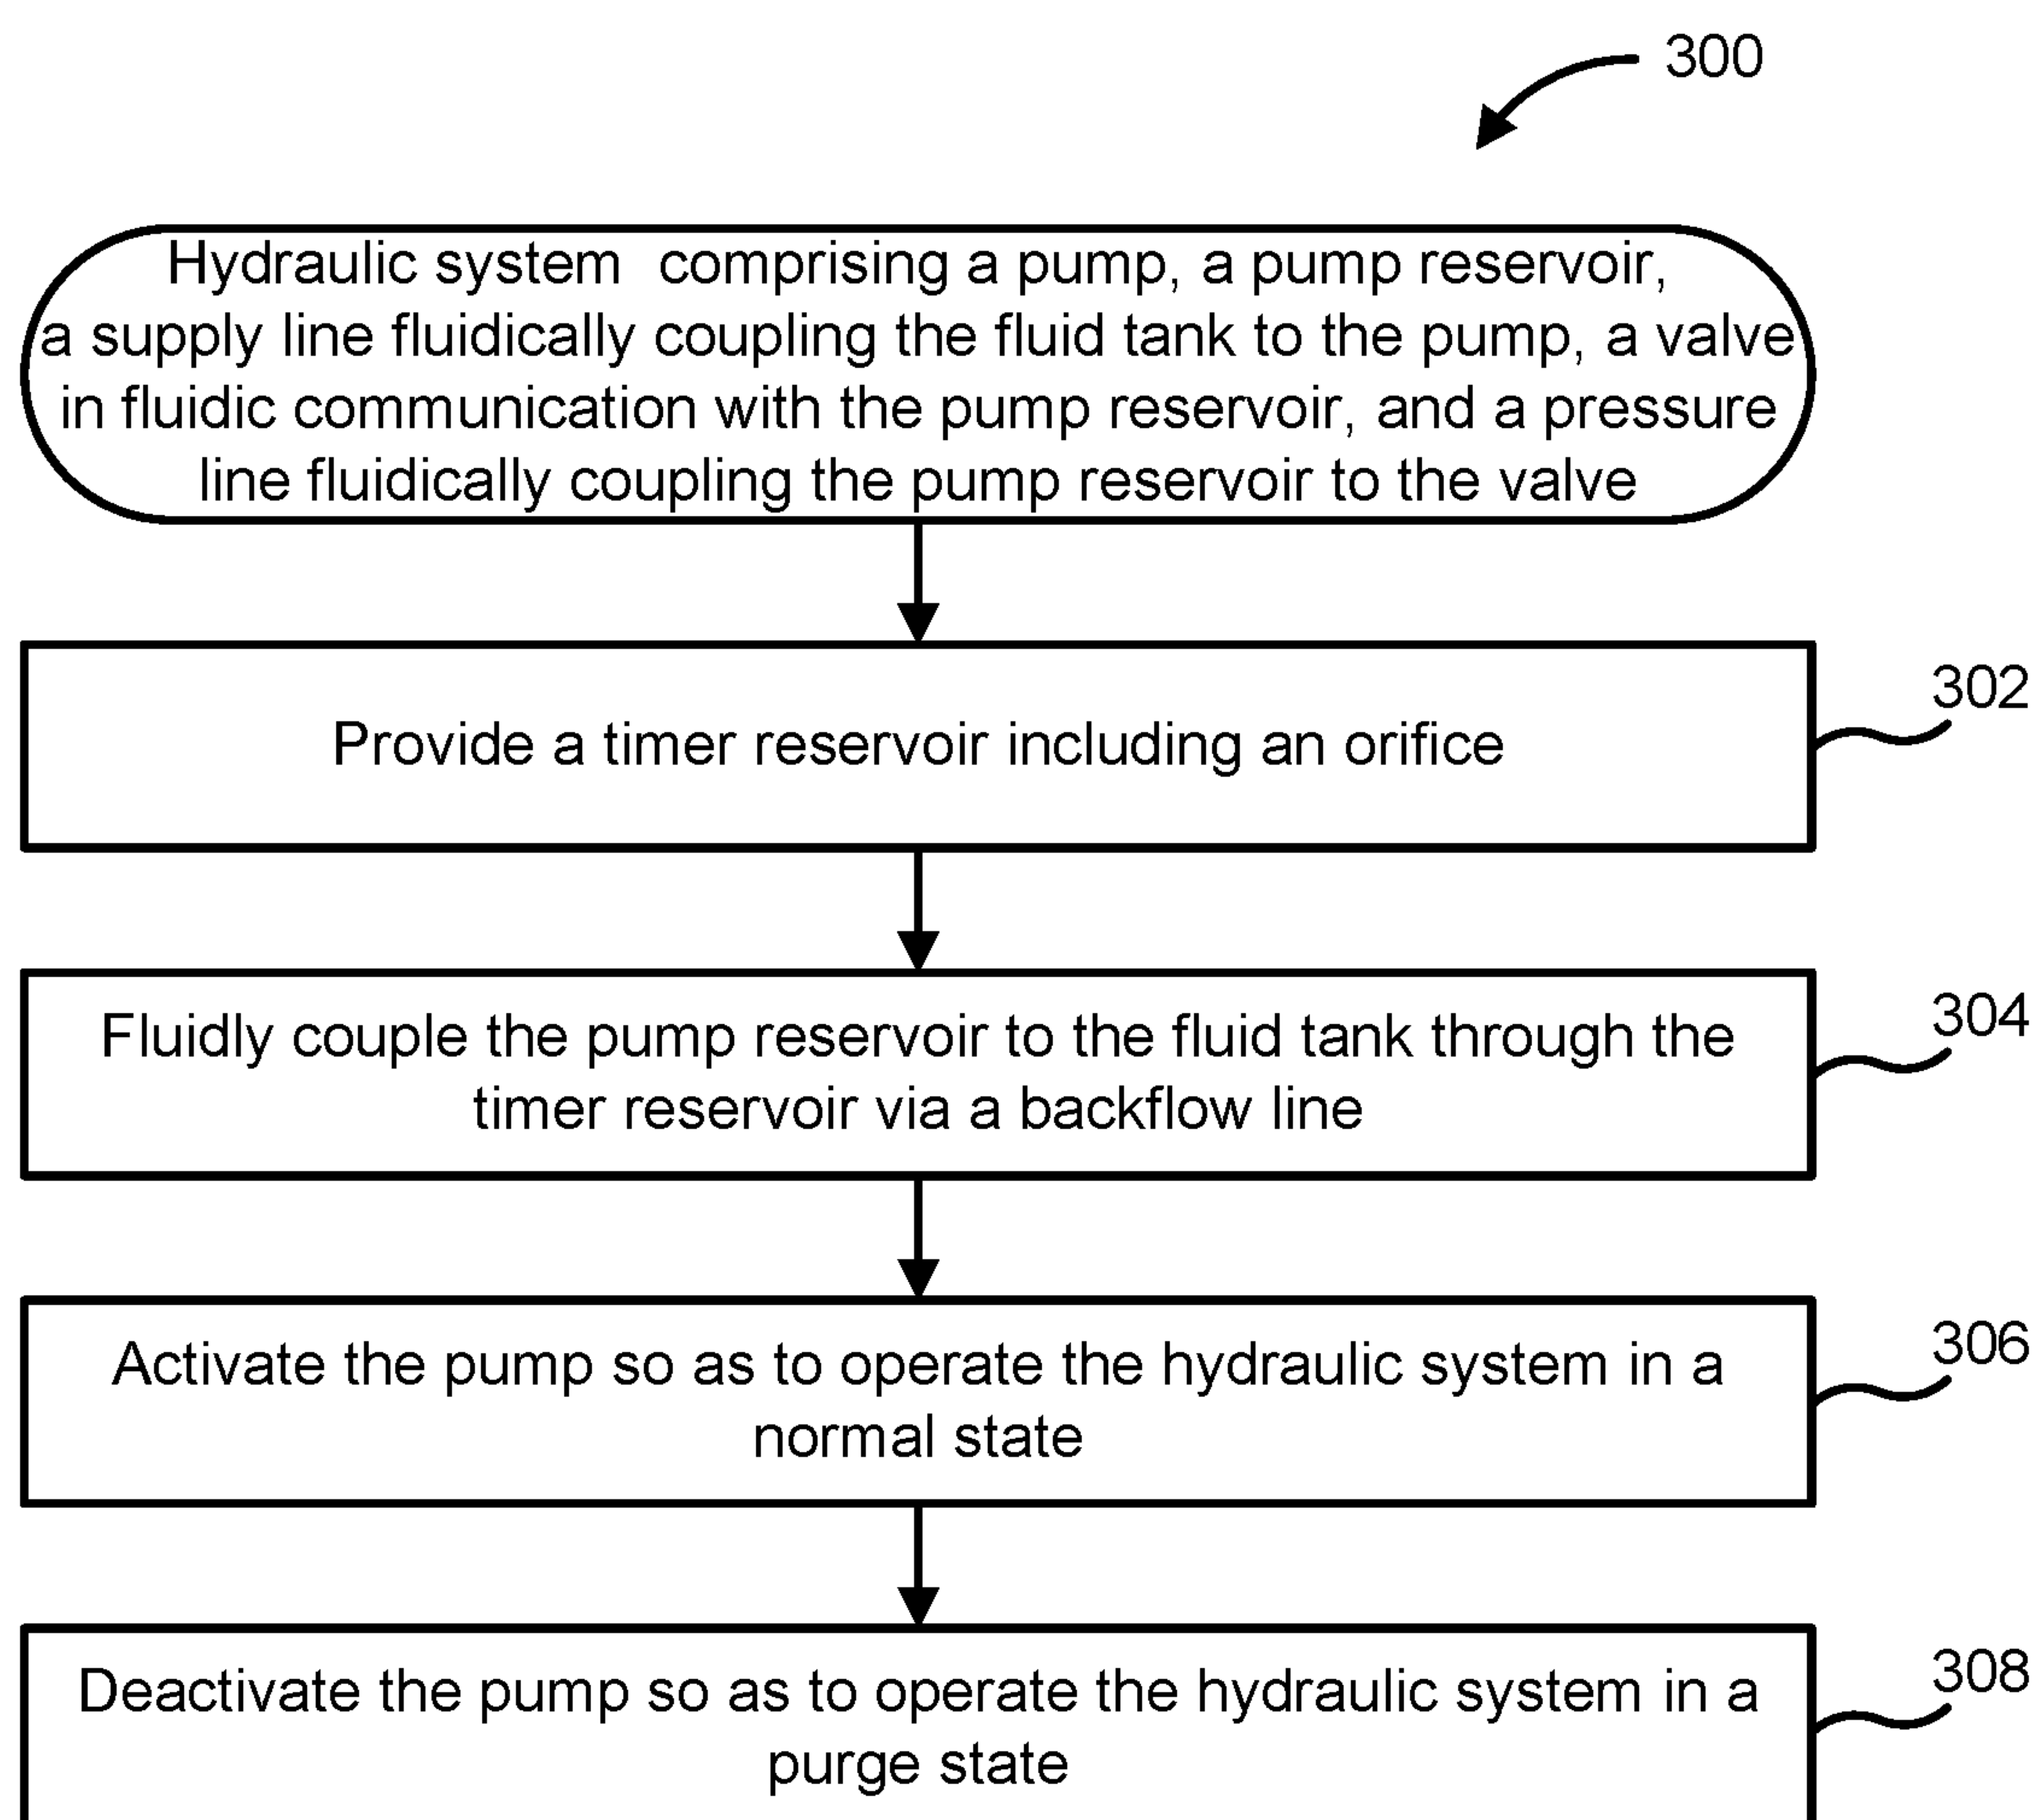 300
Hydraulic system comprising a pump, a pump reservoir,
a supply line fluidically coupling the fluid tank to the pump, a valve
in fluidic communication with the pump reservoir, and a pressure
line fluidically coupling the pump reservoir to the valve
302
Provide a timer reservoir including an orifice
304
Fluidly couple the pump reservoir to the fluid tank through the
timer reservoir via a backflow line
306
Activate the pump so as to operate the hydraulic system in a
normal state
308
Deactivate the pump so as to operate the hydraulic system in a
purge state